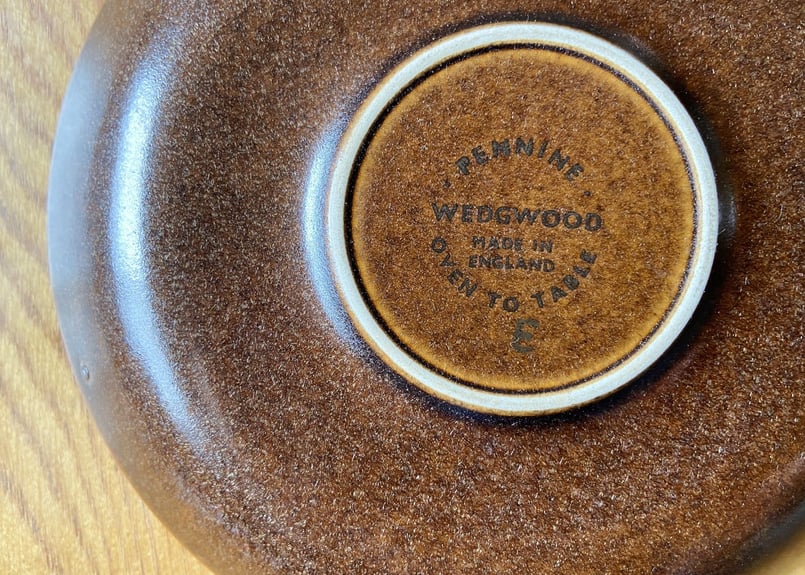 · PENNINE ·
WEDGWOOD
MADE IN
ENGLAND
OVEN TO TABLE